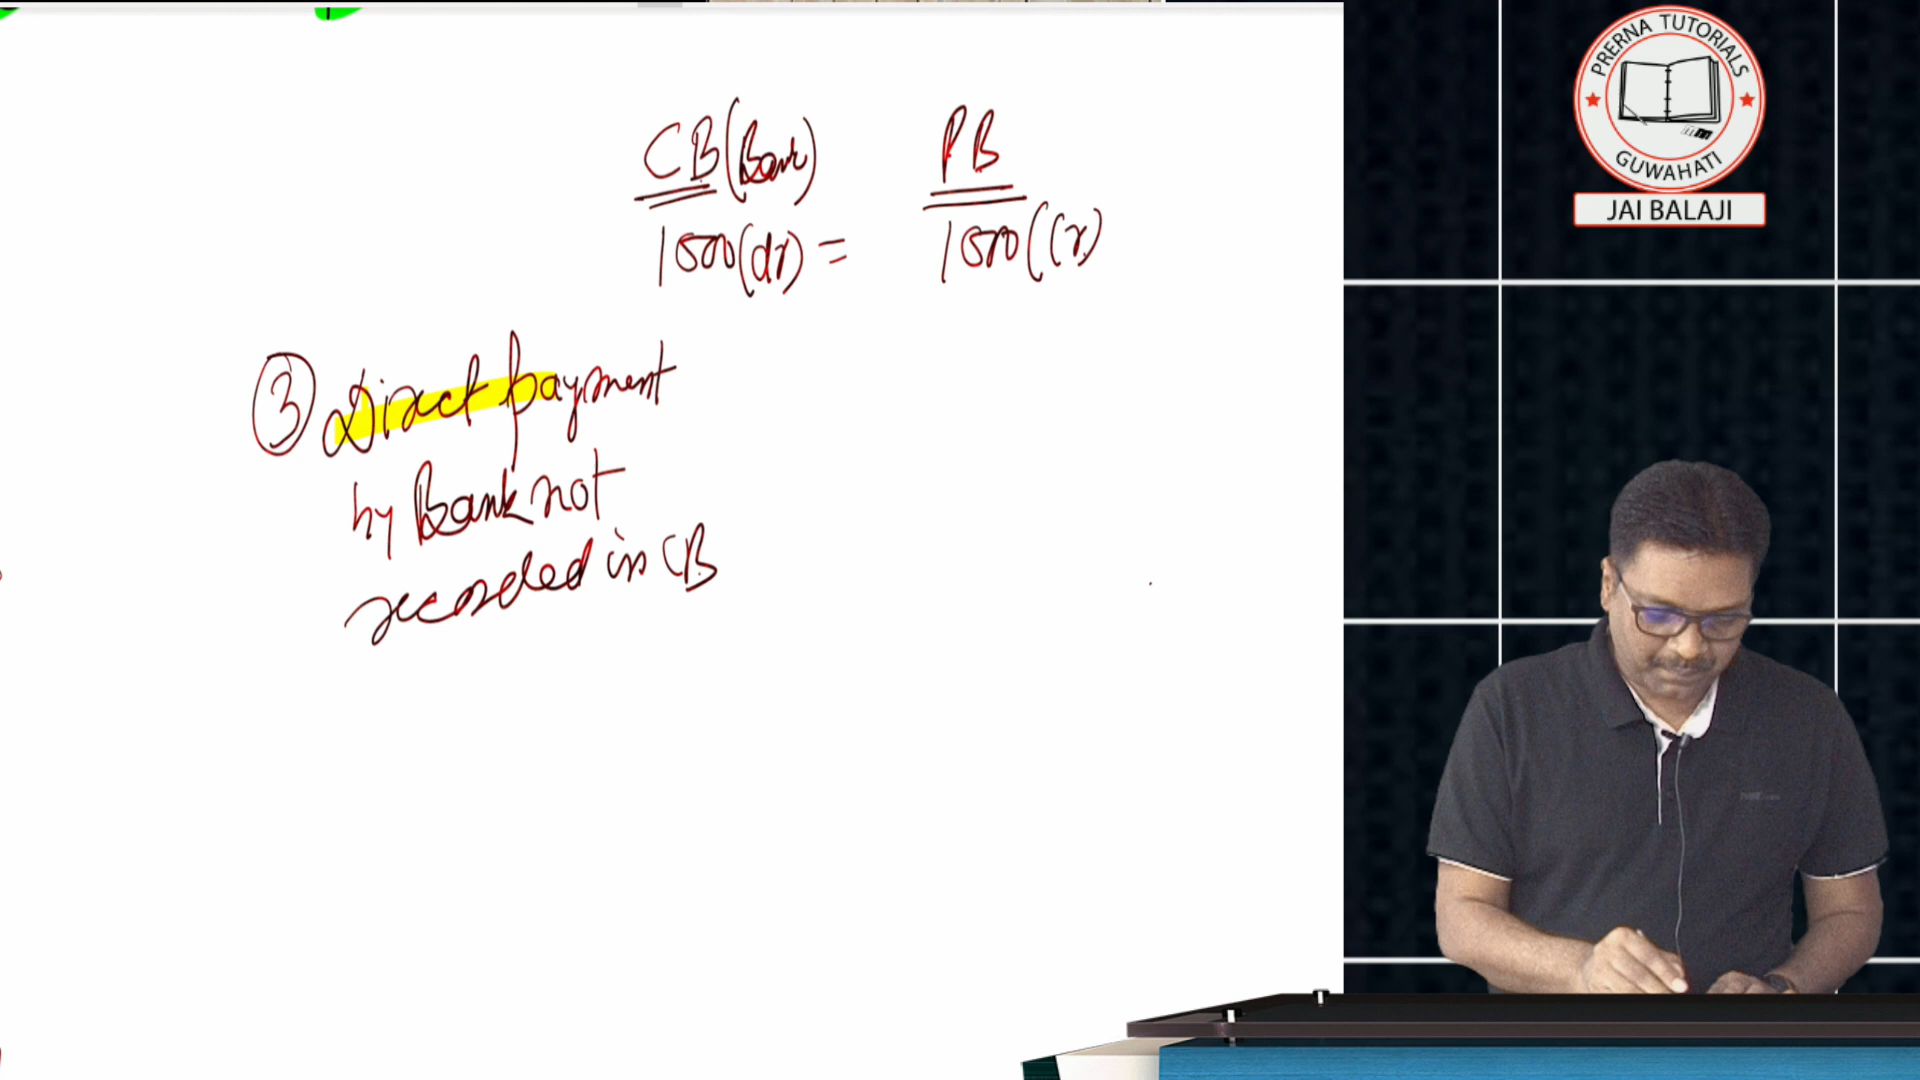 CB (Bank) PB
1500 (dr) = 1500 (Cr)
③ Direct payment
by Bank not
recorded in CB
PRERNA TUTORIALS
GUWAHATI
JAI BALAJI